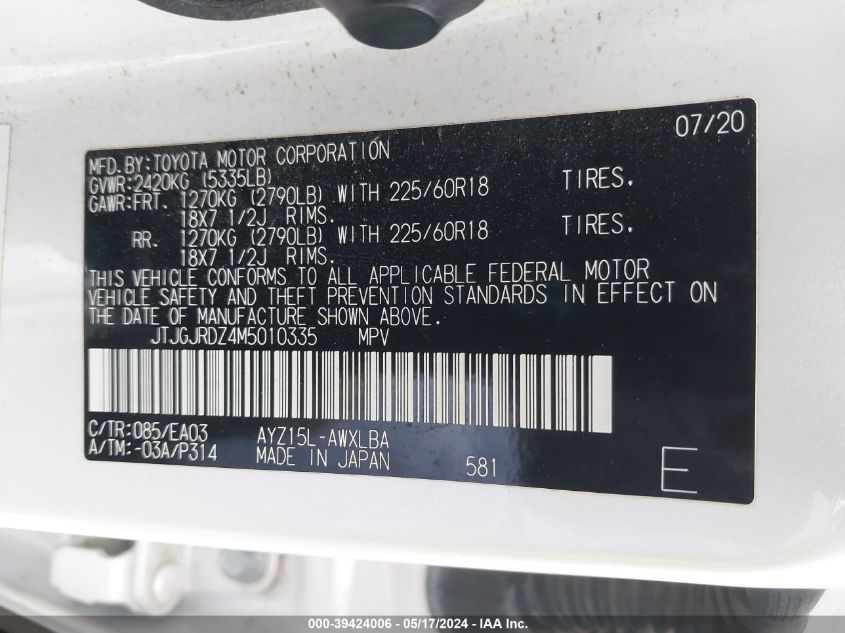 07/20
MFD.BY:TOYOTA MOTOR CORPORATION
GVWR:2420KG (5335LB)
GAWR:FRT. 1270KG (2790LB) WITH 225/60R18 TIRES.
18X7 1/2J RIMS.
RR. 1270KG (2790LB) WITH 225/60R18 TIRES.
18X7 1/2J RIMS.
THIS VEHICLE CONFORMS TO ALL APPLICABLE FEDERAL MOTOR
VEHICLE SAFETY AND THEFT PREVENTION STANDARDS IN EFFECT ON
THE DATE OF MANUFACTURE SHOWN ABOVE.
JTJGJRDZ4M5010335 MPV
C/TR:085/EA03 AYZ15L-AWXLBA
A/TM:-03A/P314 MADE IN JAPAN 581 E
000-39424006 - 05/17/2024 - IAA Inc.